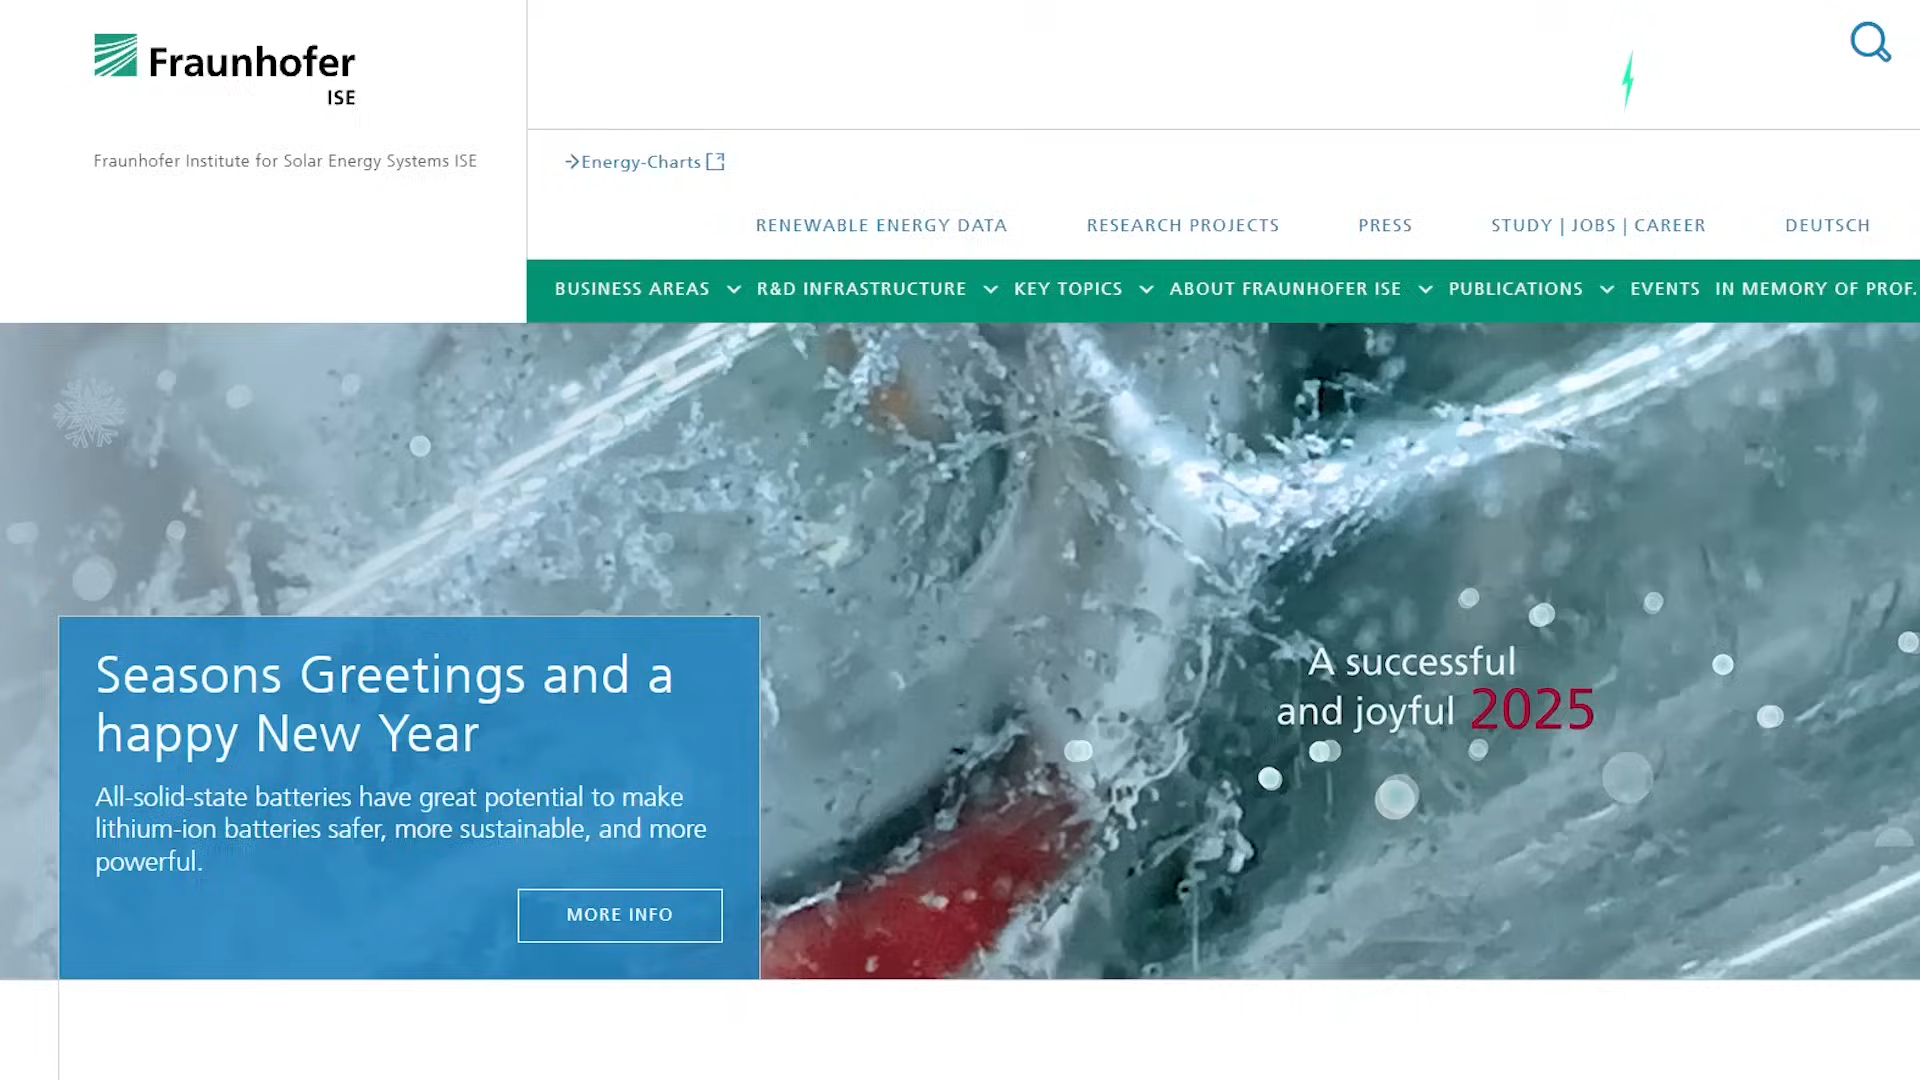 Fraunhofer
ISE
Fraunhofer Institute for Solar Energy Systems ISE
Energy-Charts
RENEWABLE ENERGY DATA RESEARCH PROJECTS PRESS STUDY | JOBS | CAREER DEUTSCH
BUSINESS AREAS R&D INFRASTRUCTURE KEY TOPICS ABOUT FRAUNHOFER ISE PUBLICATIONS EVENTS IN MEMORY OF PROF.
Seasons Greetings and a
happy New Year
All-solid-state batteries have great potential to make
lithium-ion batteries safer, more sustainable, and more
powerful.
MORE INFO
A successful
and joyful 2025